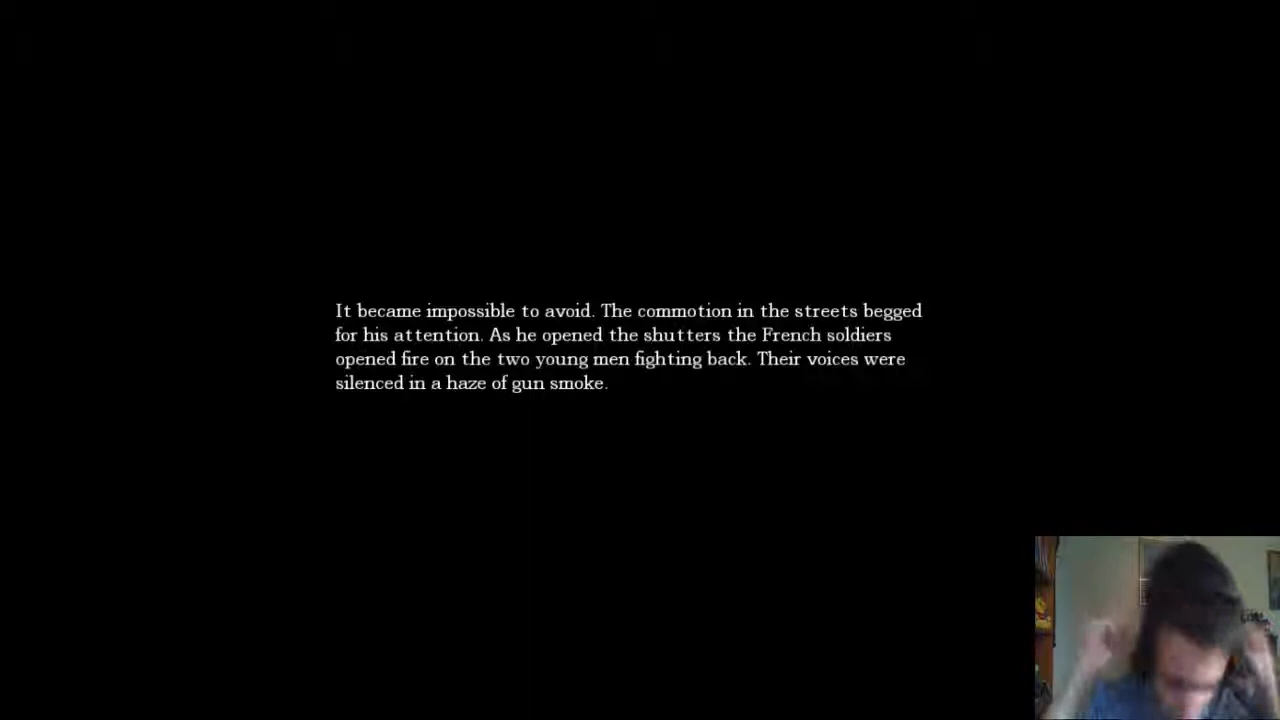 It became impossible to avoid. The commotion in the streets begged
for his attention. As he opened the shutters the French soldiers
opened fire on the two young men fighting back. Their voices were
silenced in a haze of gun smoke.